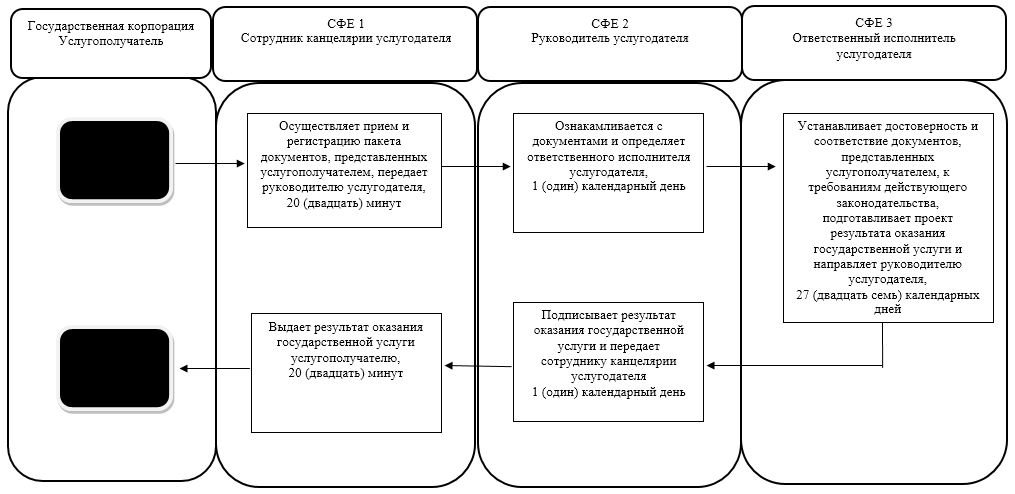 Государственная корпорация
Услугополучатель
СФЕ 1
Сотрудник канцелярии услугодателя
СФЕ 2
Руководитель услугодателя
СФЕ 3
Ответственный исполнитель
услугодателя
Осуществляет прием и
регистрацию пакета
документов, представленных
услугополучателем, передает
руководителю услугодателя,
20 (двадцать) минут
Ознакамливается с
документами и определяет
ответственного исполнителя
услугодателя,
1 (один) календарный день
Устанавливает достоверность и
соответствие документов,
представленных
услугополучателем, к
требованиям действующего
законодательства,
подготавливает проект
результата оказания
государственной услуги и
направляет руководителю
услугодателя,
27 (двадцать семь) календарных
дней
Подписывает результат
оказания государственной
услуги и передает
сотруднику канцелярии
услугодателя
1 (один) календарный день
Выдает результат оказания
государственной услуги
услугополучателю,
20 (двадцать) минут